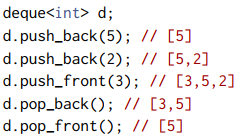 deque<int> d;
d.push_back(5); // [5]
d.push_back(2); // [5,2]
d.push_front(3); // [3,5,2]
d.pop_back(); // [3,5]
d.pop_front(); // [5]